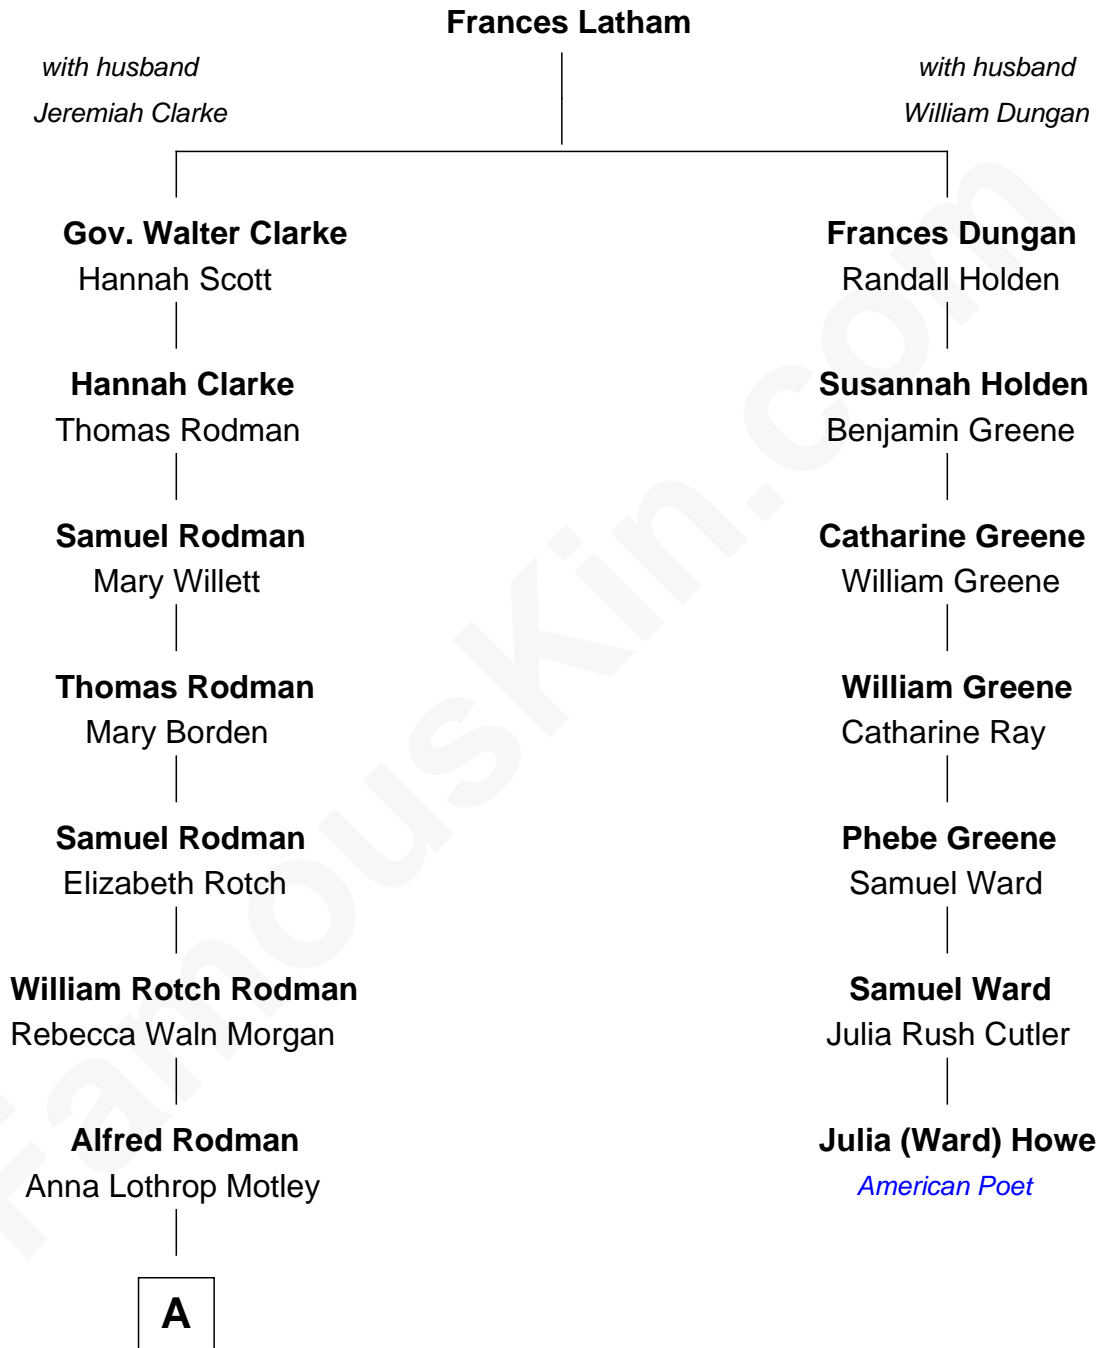 Frances Latham
with husband
Jeremiah Clarke
with husband
William Dungan
Gov. Walter Clarke
Hannah Scott
Frances Dungan
Randall Holden
Hannah Clarke
Thomas Rodman
Susannah Holden
Benjamin Greene
Samuel Rodman
Mary Willett
Catharine Greene
William Greene
Thomas Rodman
Mary Borden
William Greene
Catharine Ray
Samuel Rodman
Elizabeth Rotch
Phebe Greene
Samuel Ward
William Rotch Rodman
Rebecca Waln Morgan
Samuel Ward
Julia Rush Cutler
Alfred Rodman
Anna Lothrop Motley
Julia (Ward) Howe
American Poet
A
FamousKin.com